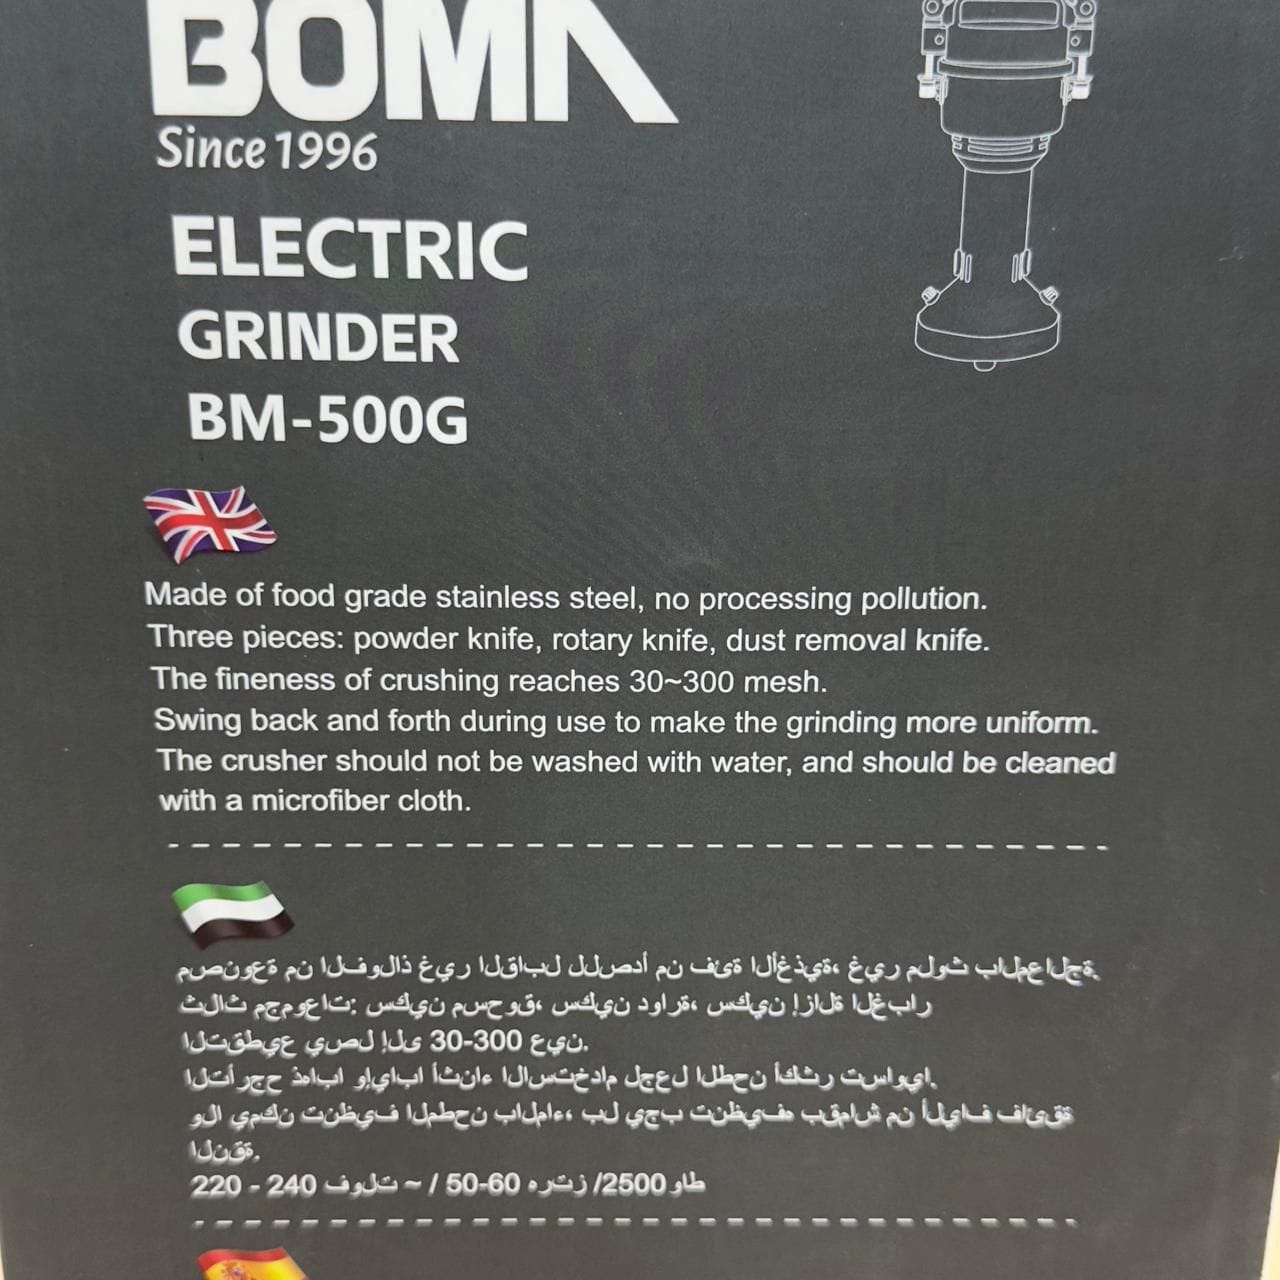 BOMA
Since 1996
ELECTRIC
GRINDER
BM-500G
Made of food grade stainless steel, no processing pollution.
Three pieces: powder knife, rotary knife, dust removal knife.
The fineness of crushing reaches 30~300 mesh.
Swing back and forth during use to make the grinding more uniform.
The crusher should not be washed with water, and should be cleaned
with a microfiber cloth.
مصنوعة من الفولاذ غير القابل للصدأ من فئة الأغذية، غير ملوث بالمعالجة.
ثلاث مجموعات: سكين مسحوق، سكين دوارة، سكين إزالة الغبار
التقطيع يصل إلى 30-300 عين.
التأرجح ذهابا وإيابا أثناء الاستخدام لجعل الطحن أكثر تساويا.
ولا يمكن تنظيف المطحن بالماء، بل يجب تنظيفه بقماش من ألياف فائقة
الدقة.
220 - 240 فولت ~ / 50-60 هرتز /2500 واط